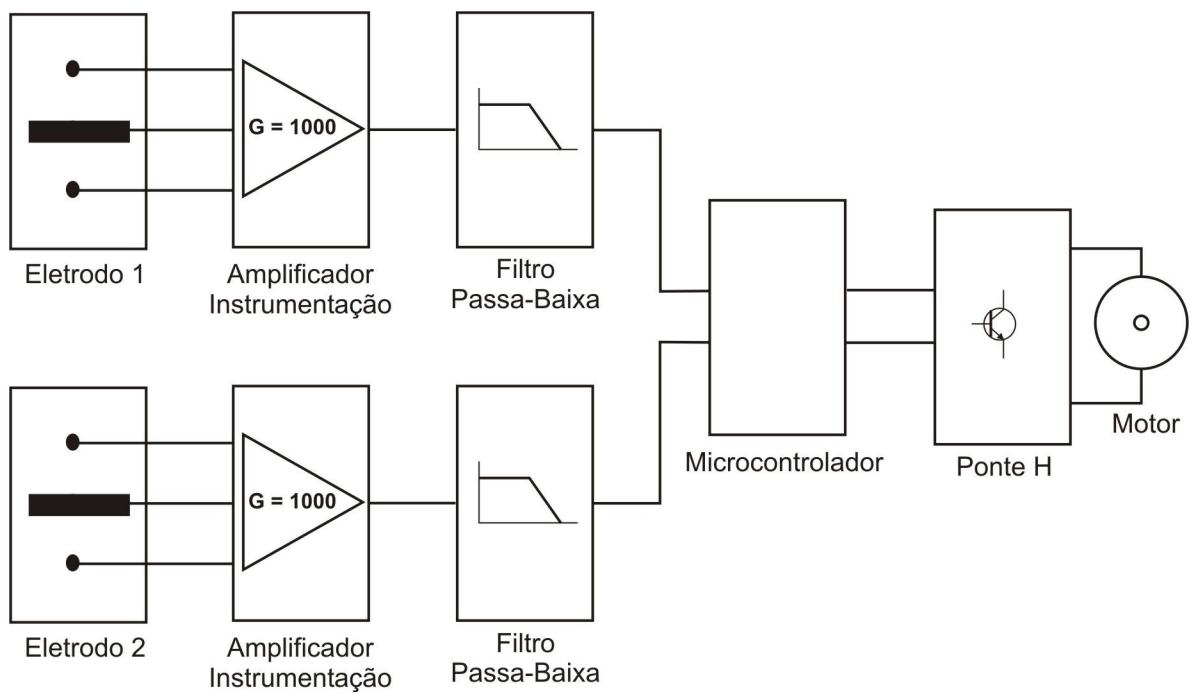 G = 1000
Eletrodo 1
Amplificador
Instrumentação
Filtro
Passa-Baixa
Microcontrolador
Ponte H
Motor
G = 1000
Eletrodo 2
Amplificador
Instrumentação
Filtro
Passa-Baixa